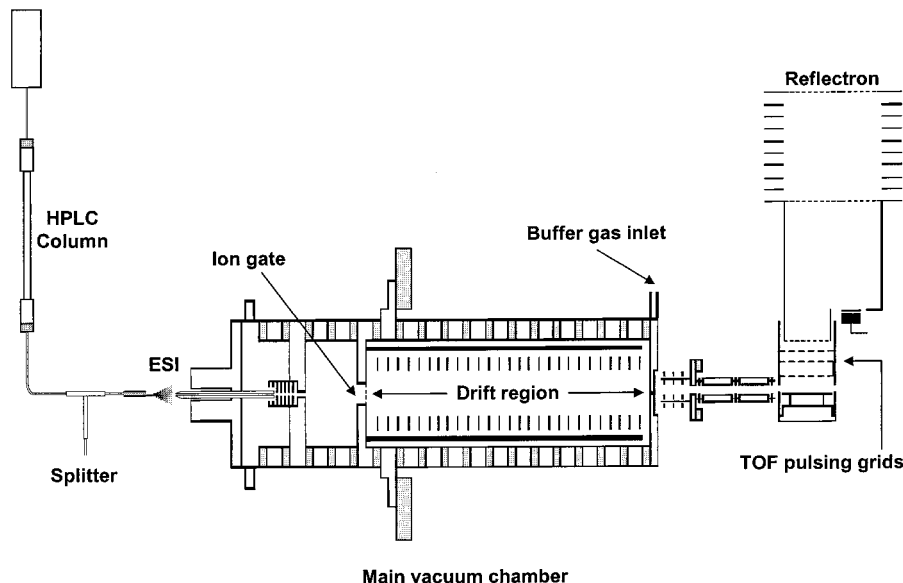 Reflectron
HPLC
Column
Buffer gas inlet
Ion gate
ESI
Drift region
Splitter
TOF pulsing grids
Main vacuum chamber